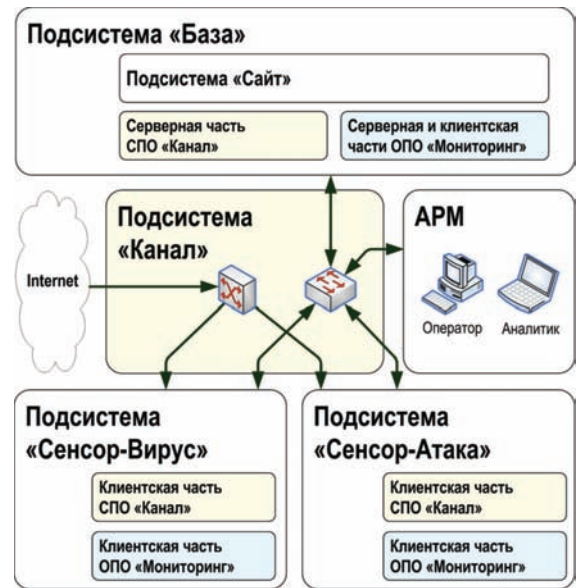 Подсистема «База»
Подсистема «Сайт»
Серверная часть
СПО «Канал»
Серверная и клиентская
части ОПО «Мониторинг»
Internet
Подсистема
«Канал»
АРМ
Оператор
Аналитик
Подсистема
«Сенсор-Вирус»
Клиентская часть
СПО «Канал»
Клиентская часть
ОПО «Мониторинг»
Подсистема
«Сенсор-Атака»
Клиентская часть
СПО «Канал»
Клиентская часть
ОПО «Мониторинг»